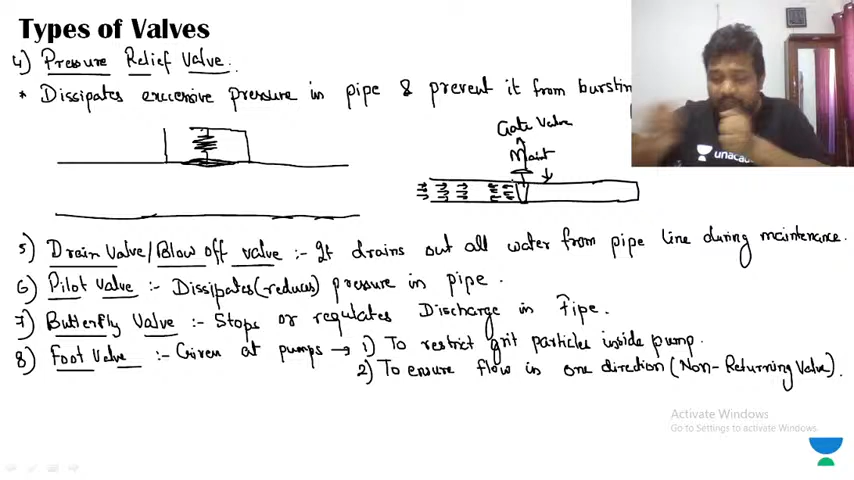 Types of Valves
4) Pressure Relief Valve.
* Dissipates excessive pressure in pipe & prevent it from bursting
Gate Valve
Maint
5) Drain Valve/Blow off valve :- It drains out all water from pipe line during maintenance.
6) Pilot valve :- Dissipates (reduces) pressure in pipe.
7) Butterfly Valve :- Stops or regulates Discharge in Pipe.
8) Foot Valve :- Given at pumps → 1) To restrict grit particles inside pump.
2) To ensure flow in one direction (Non-Returning Valve).
unaca
Activate Windows
Go to Settings to activate Windows.